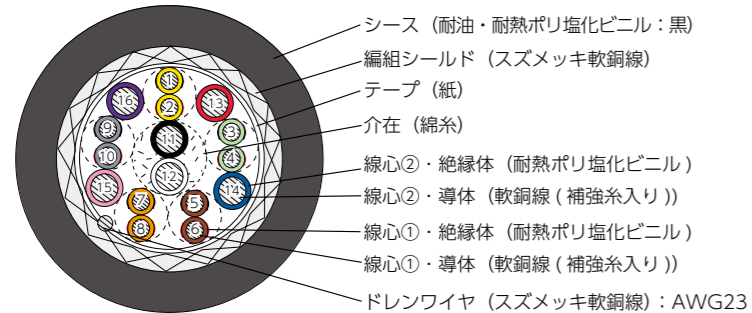 シース（耐油・耐熱ポリ塩化ビニル：黒）
編組シールド（スズメッキ軟銅線）
テープ（紙）
介在（綿糸）
線心②・絶縁体（耐熱ポリ塩化ビニル )
線心②・導体（軟銅線 ( 補強糸入り )）
線心①・絶縁体（耐熱ポリ塩化ビニル )
線心①・導体（軟銅線 ( 補強糸入り )）
ドレンワイヤ（スズメッキ軟銅線）：AWG23
1
2
16
13
9
3
11
10
4
12
15
14
7
5
8
6